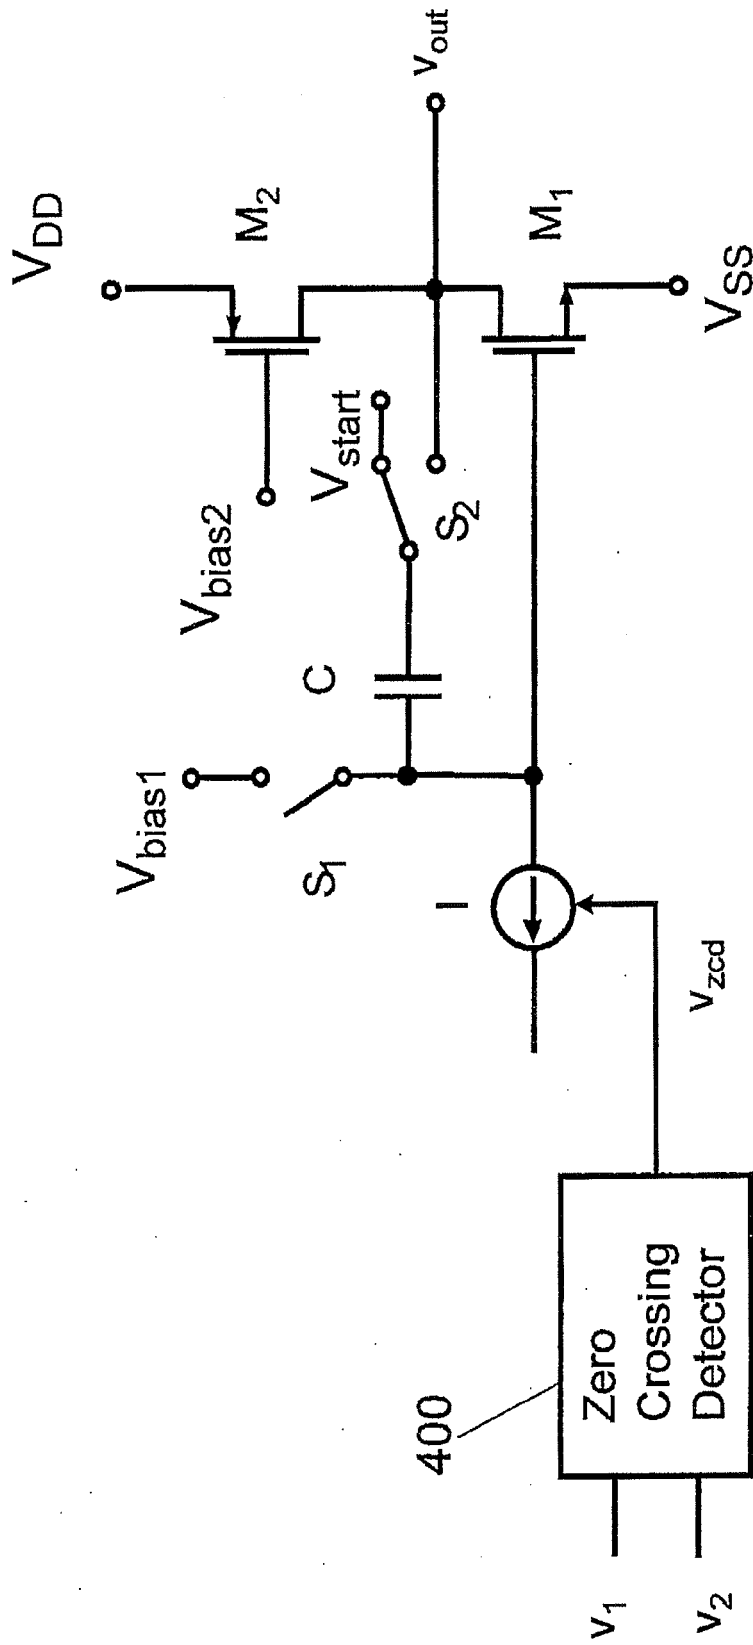 V_DD
M_2
V_bias2
v_out
V_start
S_2
C
V_bias1
S_1
M_1
V_SS
I
v_zcd
400
Zero
Crossing
Detector
v_1
v_2